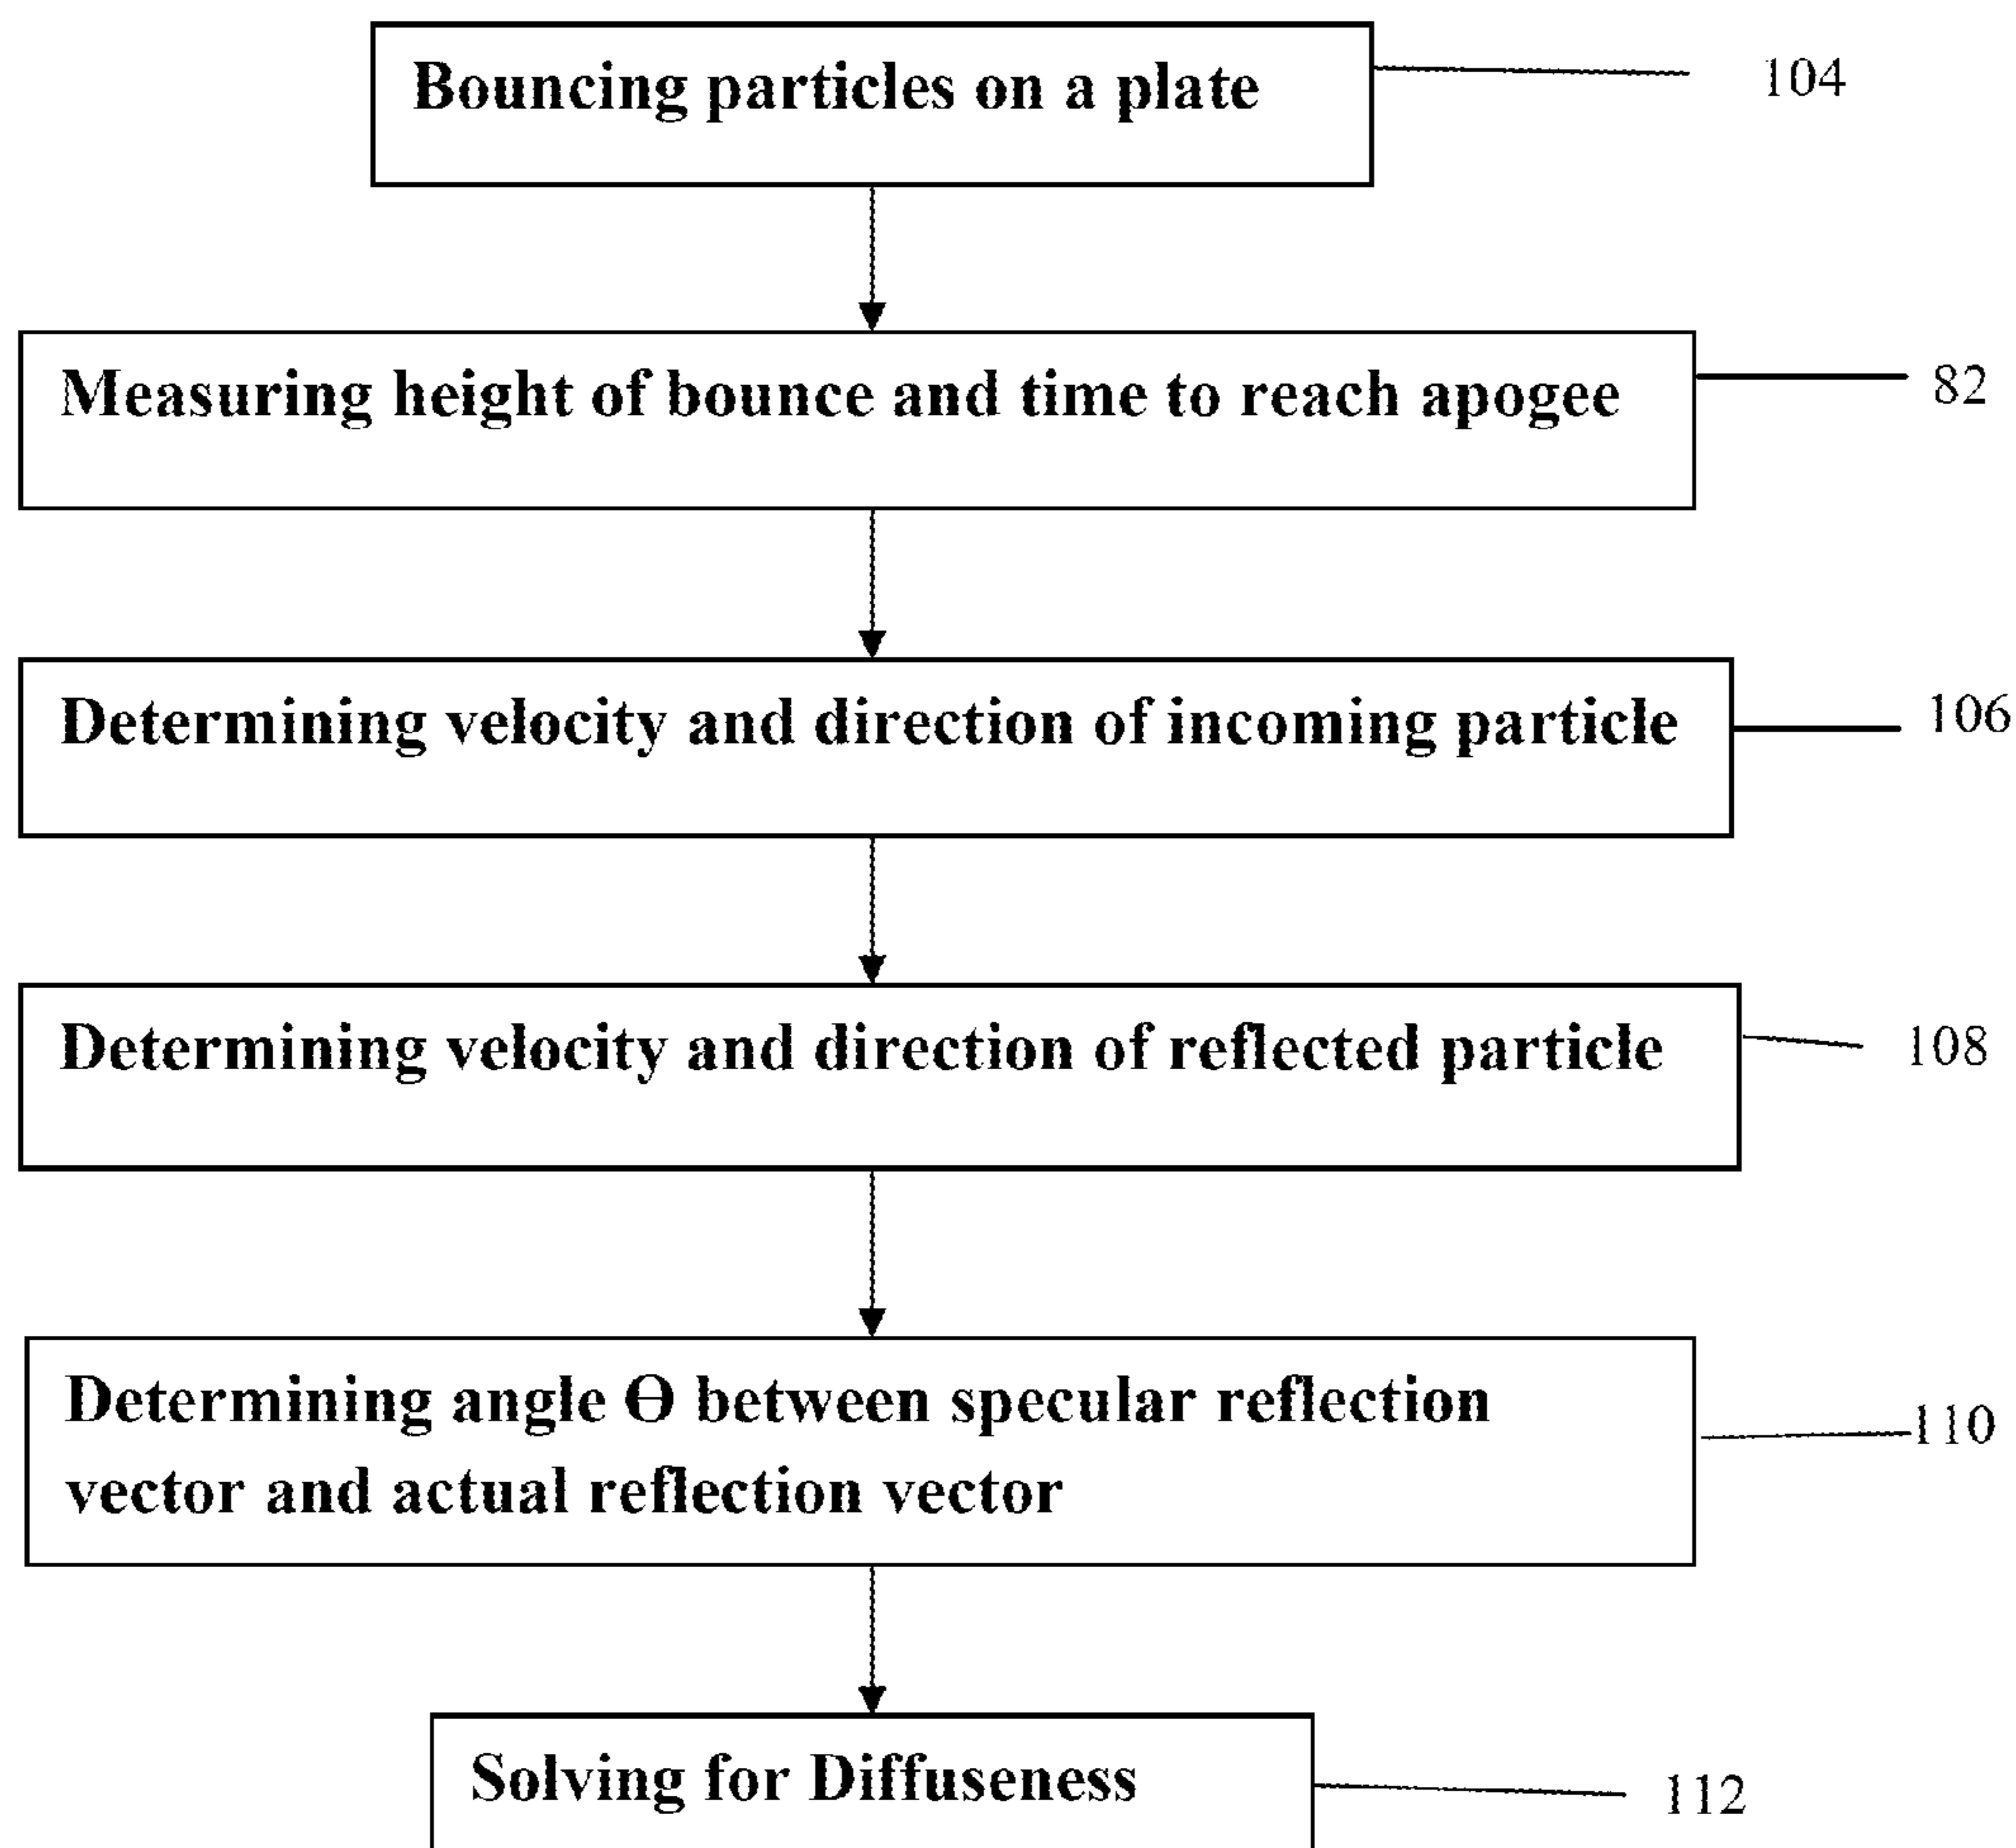 Bouncing particles on a plate
104
Measuring height of bounce and time to reach apogee
82
Determining velocity and direction of incoming particle
106
Determining velocity and direction of reflected particle
108
Determining angle Θ between specular reflection
vector and actual reflection vector
110
Solving for Diffuseness
112